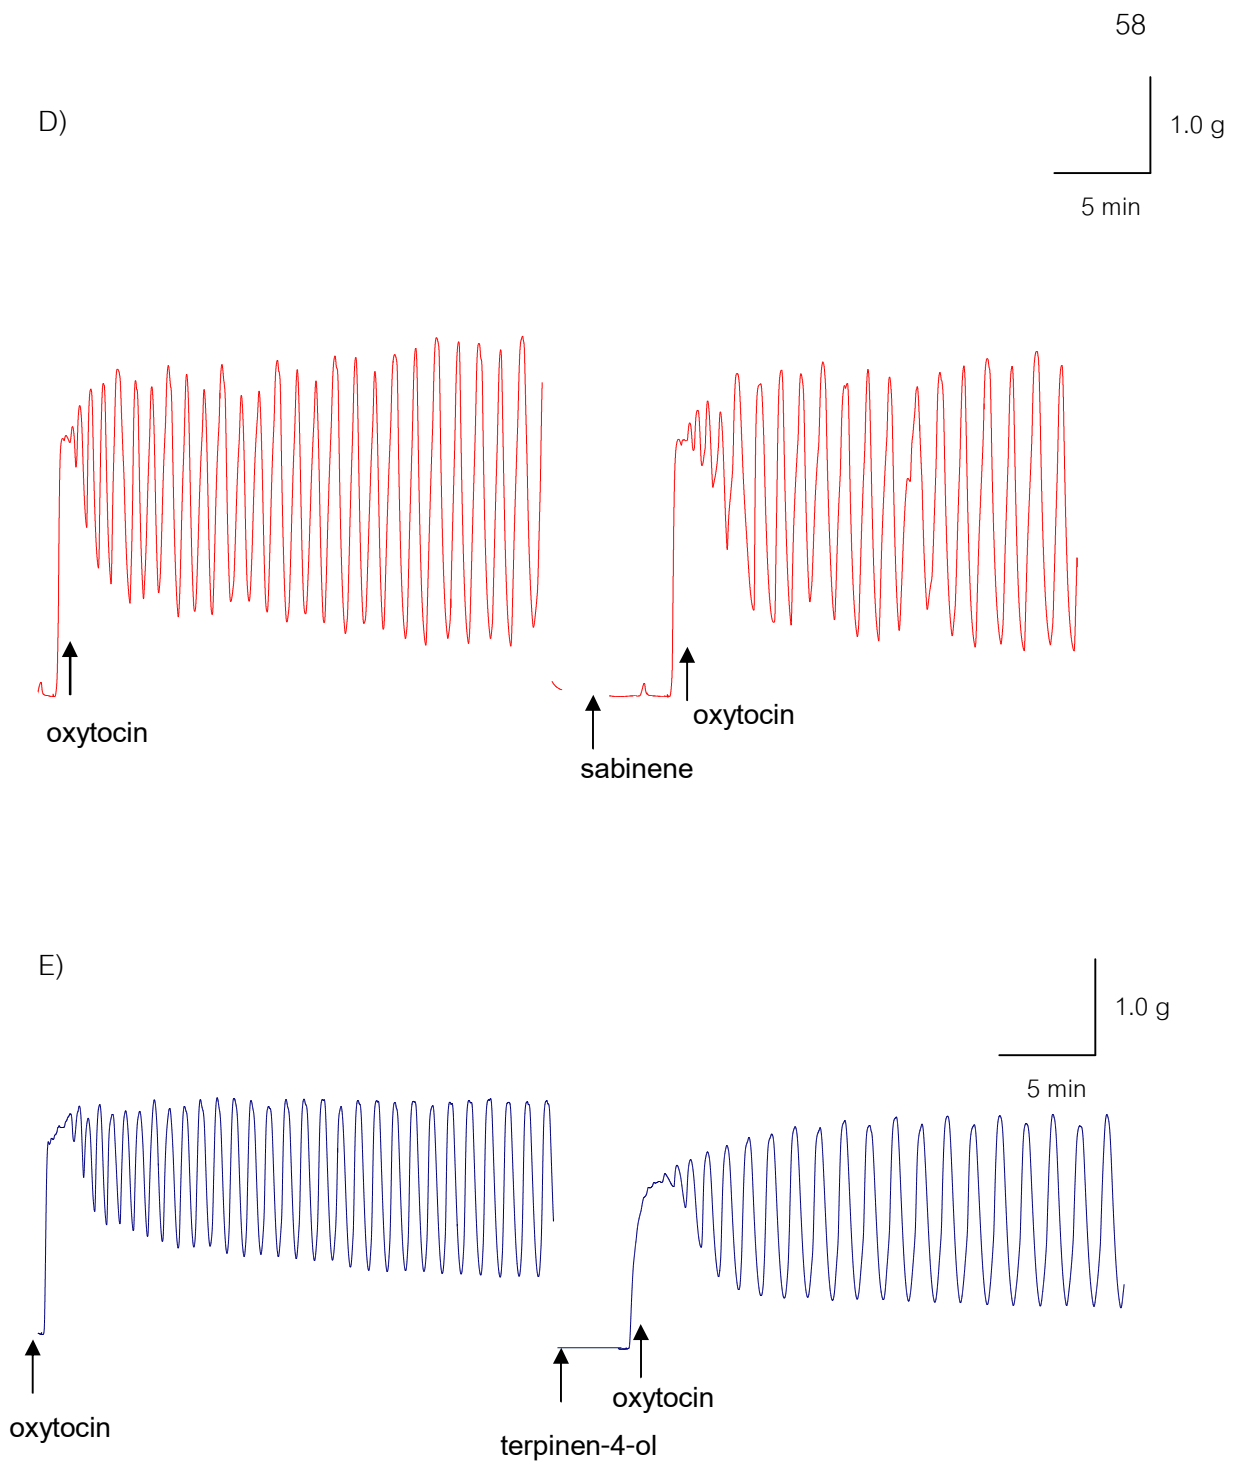 58
D)
1.0 g
5 min
oxytocin
oxytocin
sabinene
E)
1.0 g
5 min
oxytocin
oxytocin
terpinen-4-ol